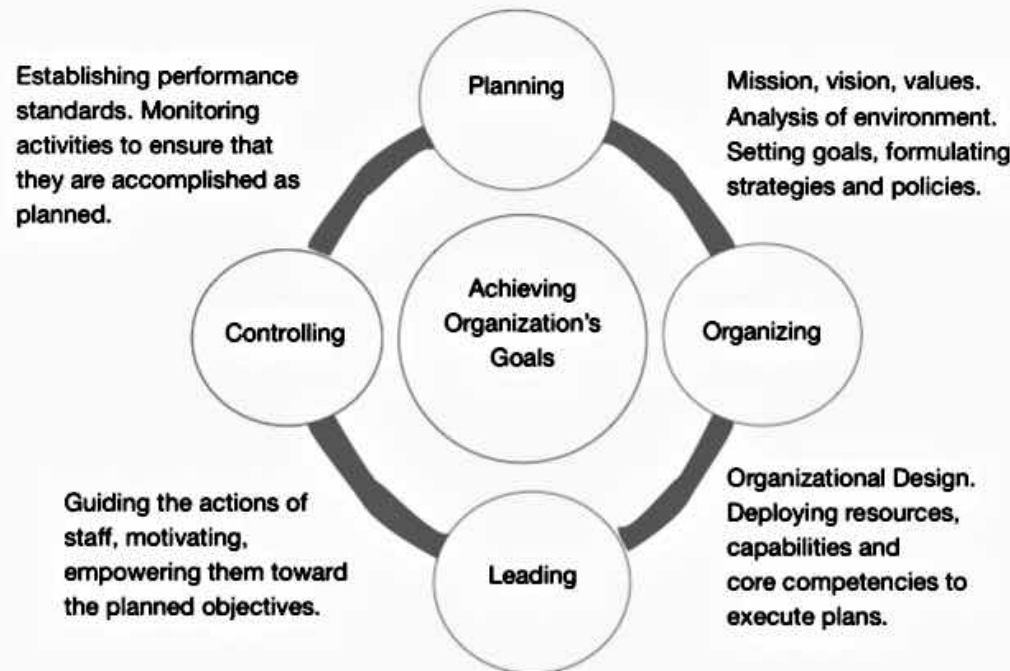 Planning
Establishing performance
standards. Monitoring
activities to ensure that
they are accomplished as
planned.
Mission, vision, values.
Analysis of environment.
Setting goals, formulating
strategies and policies.
Controlling
Achieving
Organization's
Goals
Organizing
Guiding the actions of
staff, motivating,
empowering them toward
the planned objectives.
Leading
Organizational Design.
Deploying resources,
capabilities and
core competencies to
execute plans.